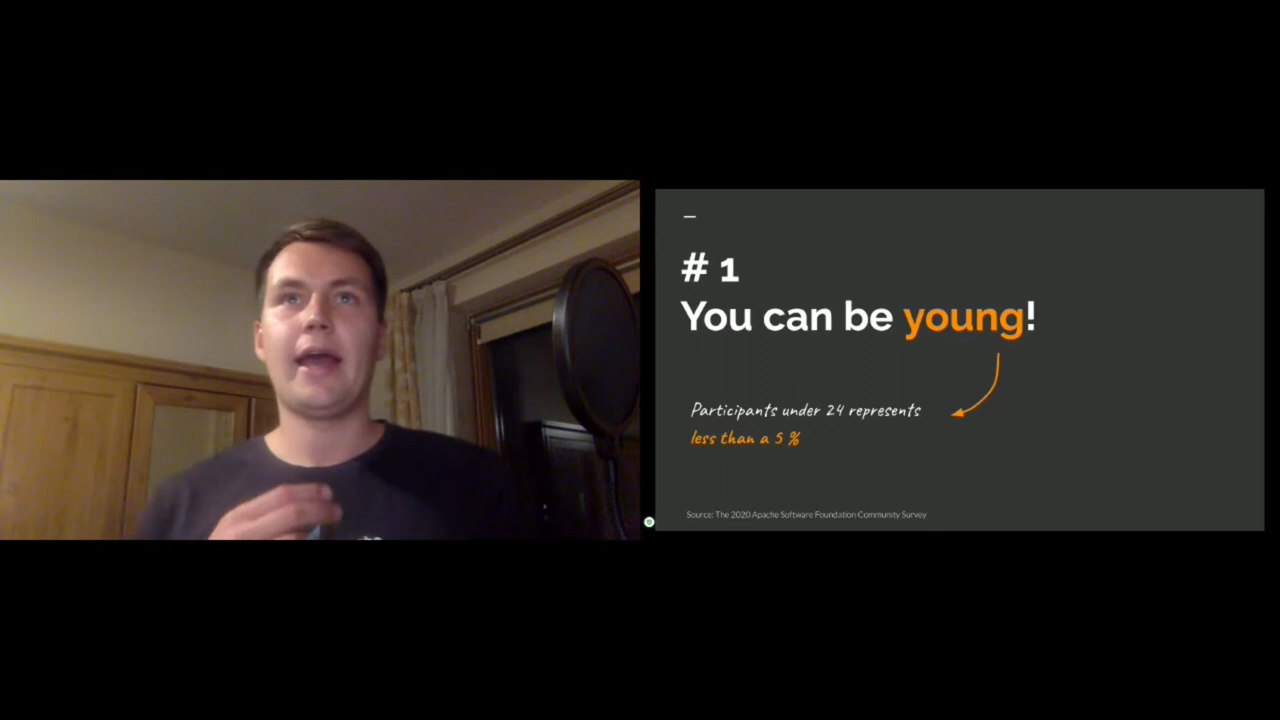 # 1
You can be young!
Participants under 24 represents
less than a 5 %
Source: The 2020 Apache Software Foundation Community Survey